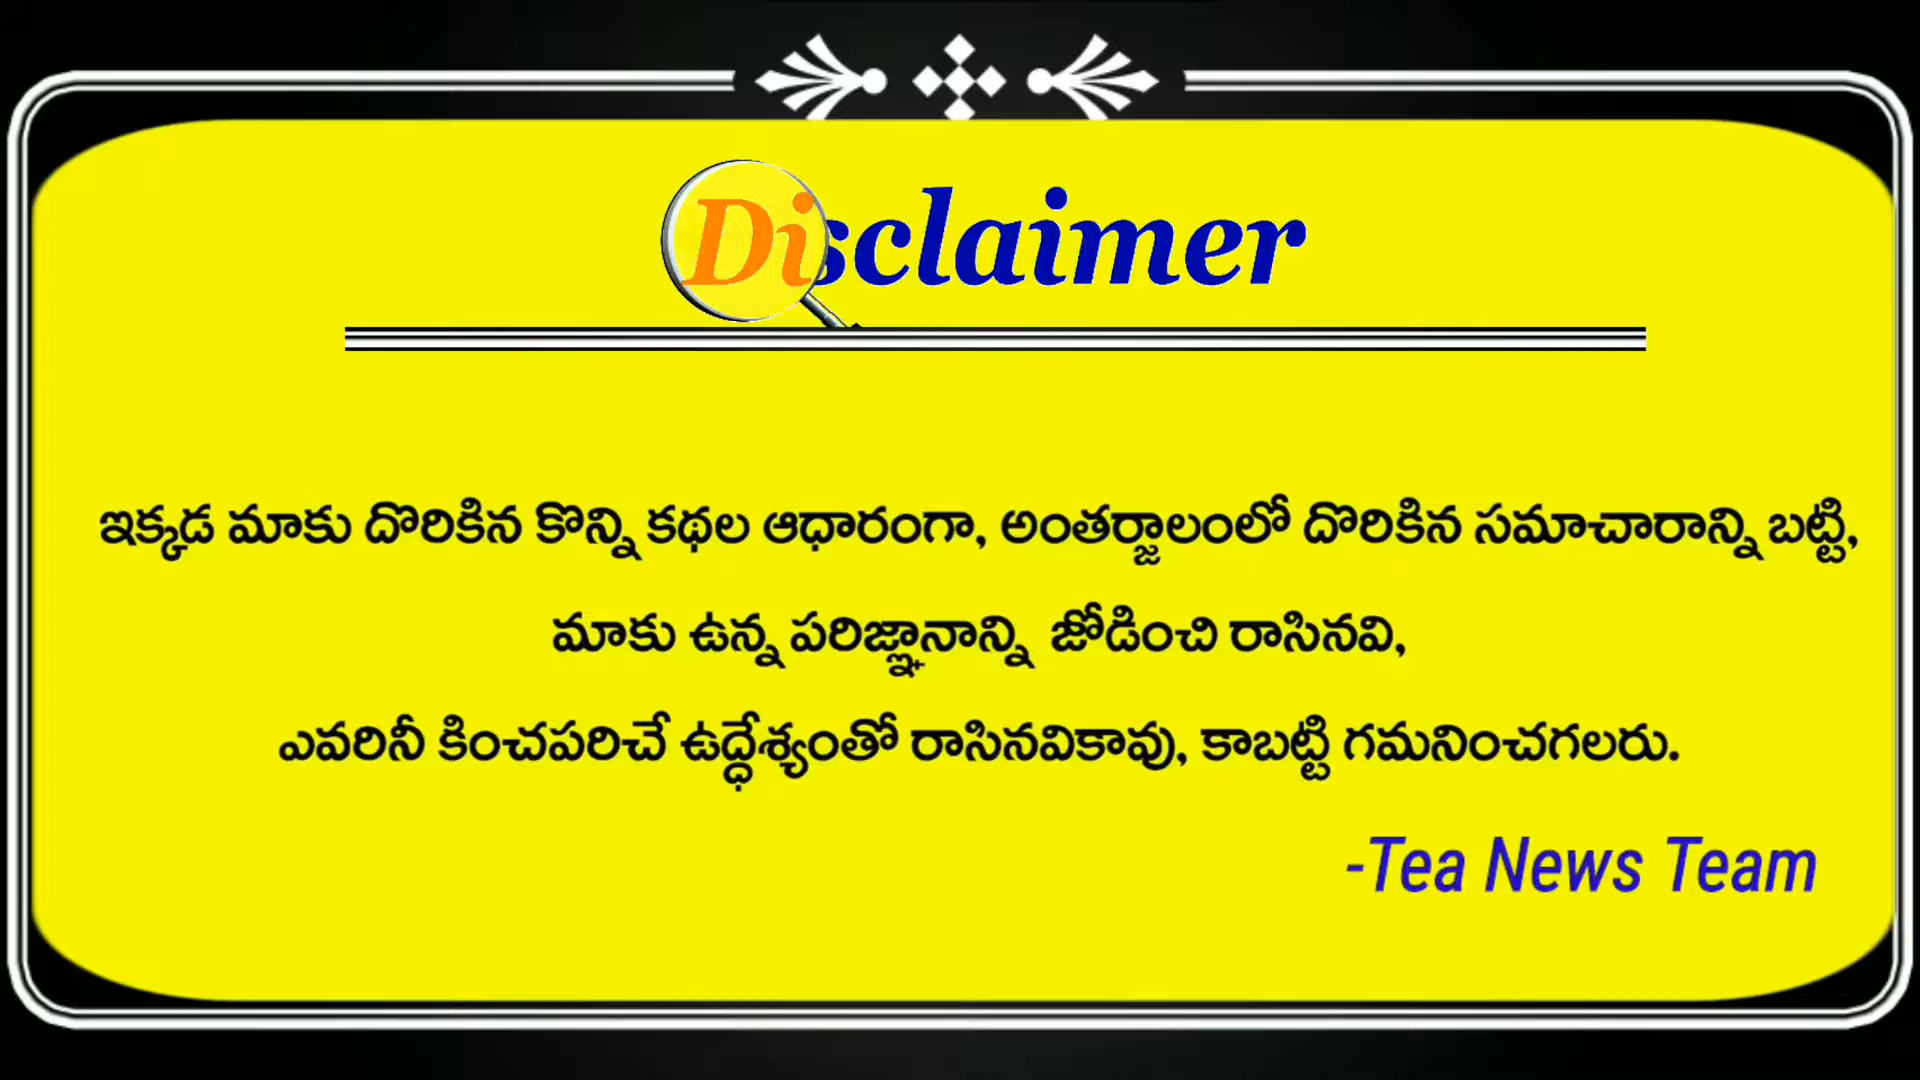 Disclaimer
ఇక్కడ మాకు దొరికిన కొన్ని కథల ఆధారంగా, అంతర్జాలంలో దొరికిన సమాచారాన్ని బట్టి,
మాకు ఉన్న పరిజ్ఞానాన్ని జోడించి రాసినవి,
ఎవరినీ కించపరిచే ఉద్ధేశ్యంతో రాసినవికావు, కాబట్టి గమనించగలరు.
-Tea News Team